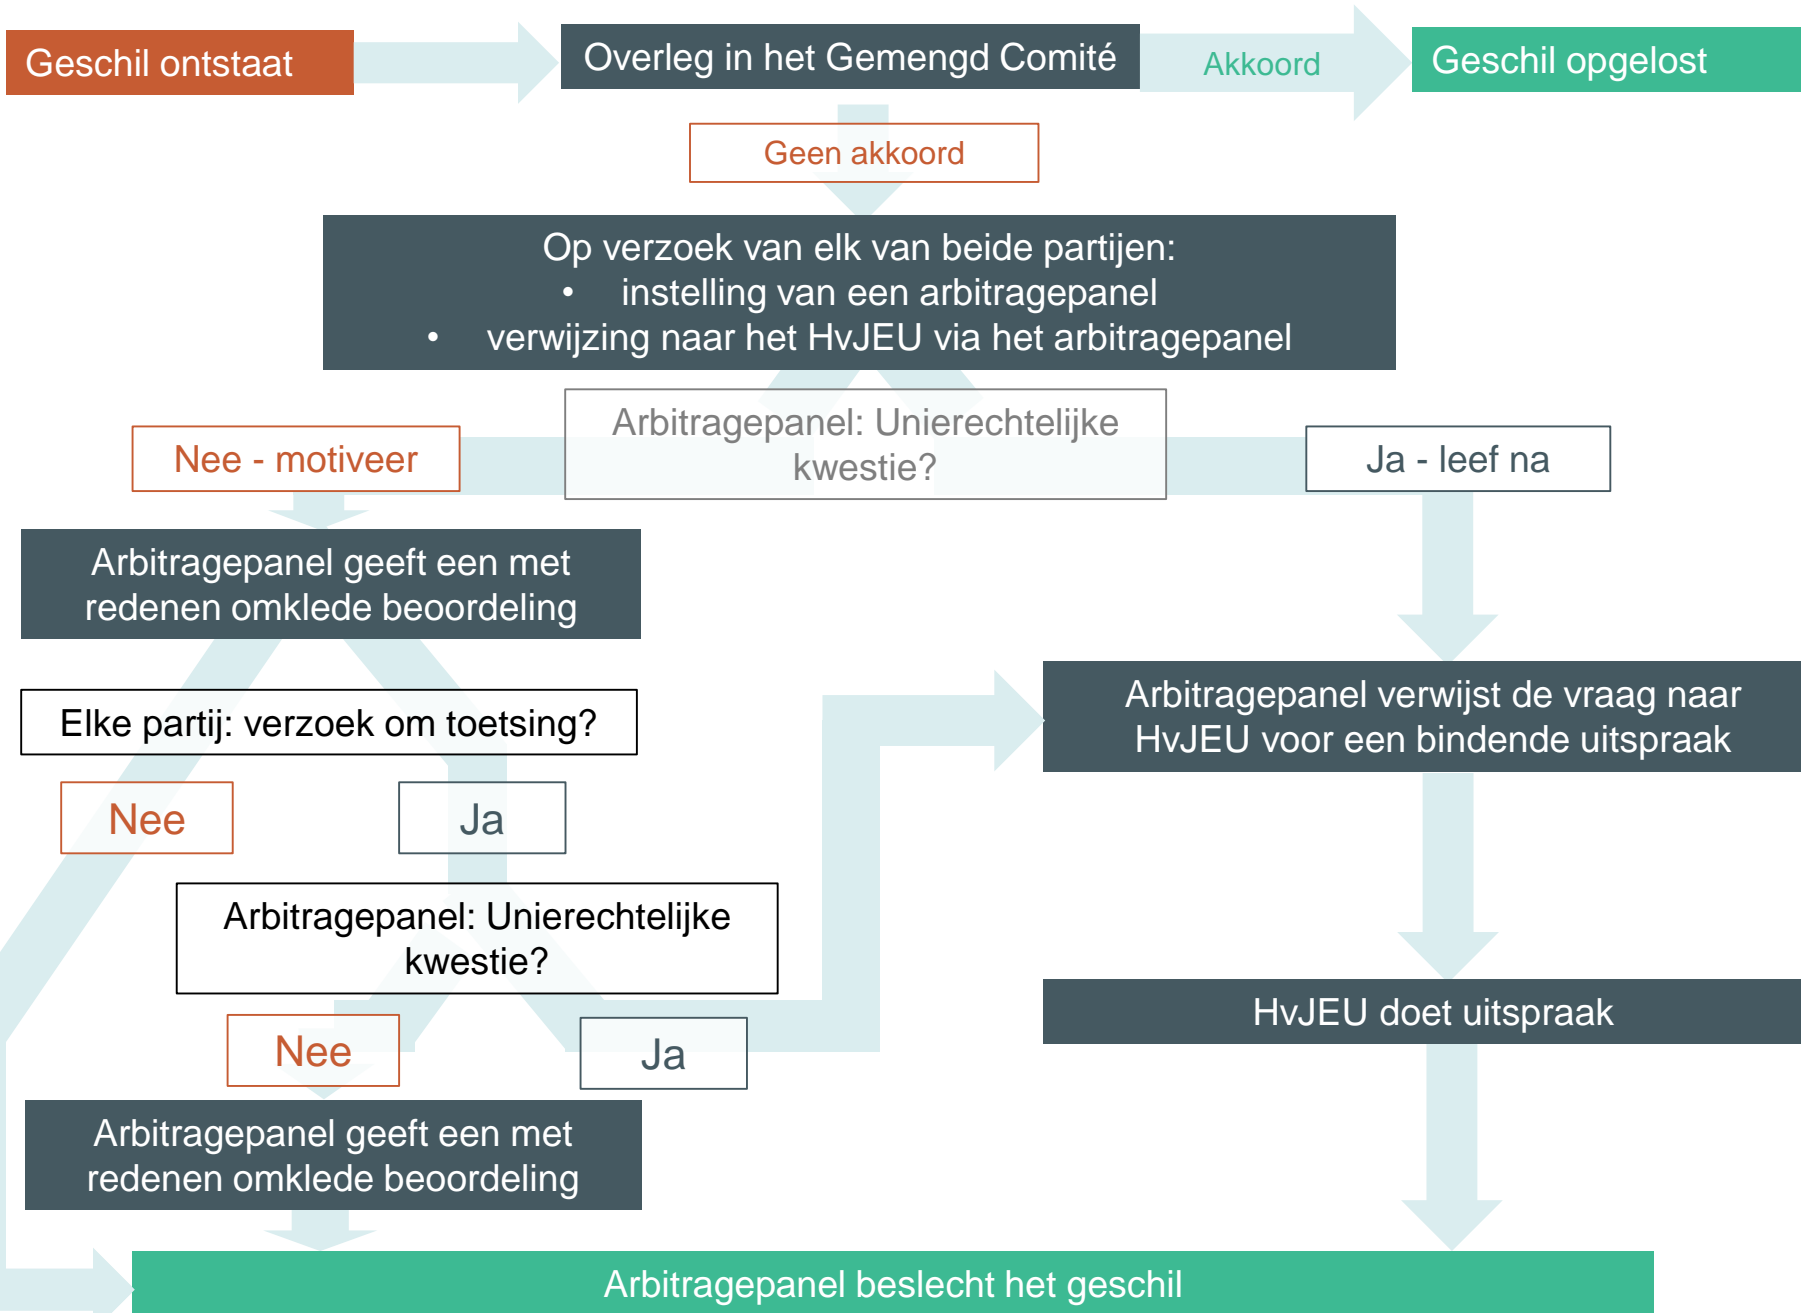 Geschil ontstaat
Overleg in het Gemengd Comité
Akkoord
Geschil opgelost
Geen akkoord
Op verzoek van elk van beide partijen:
• instelling van een arbitragepanel
• verwijzing naar het HvJEU via het arbitragepanel
Arbitragepanel: Unierechtelijke
kwestie?
Nee - motiveer
Ja - leef na
Arbitragepanel geeft een met
redenen omklede beoordeling
Elke partij: verzoek om toetsing?
Arbitragepanel verwijst de vraag naar
HvJEU voor een bindende uitspraak
Nee
Ja
Arbitragepanel: Unierechtelijke
kwestie?
HvJEU doet uitspraak
Nee
Ja
Arbitragepanel geeft een met
redenen omklede beoordeling
Arbitragepanel beslecht het geschil